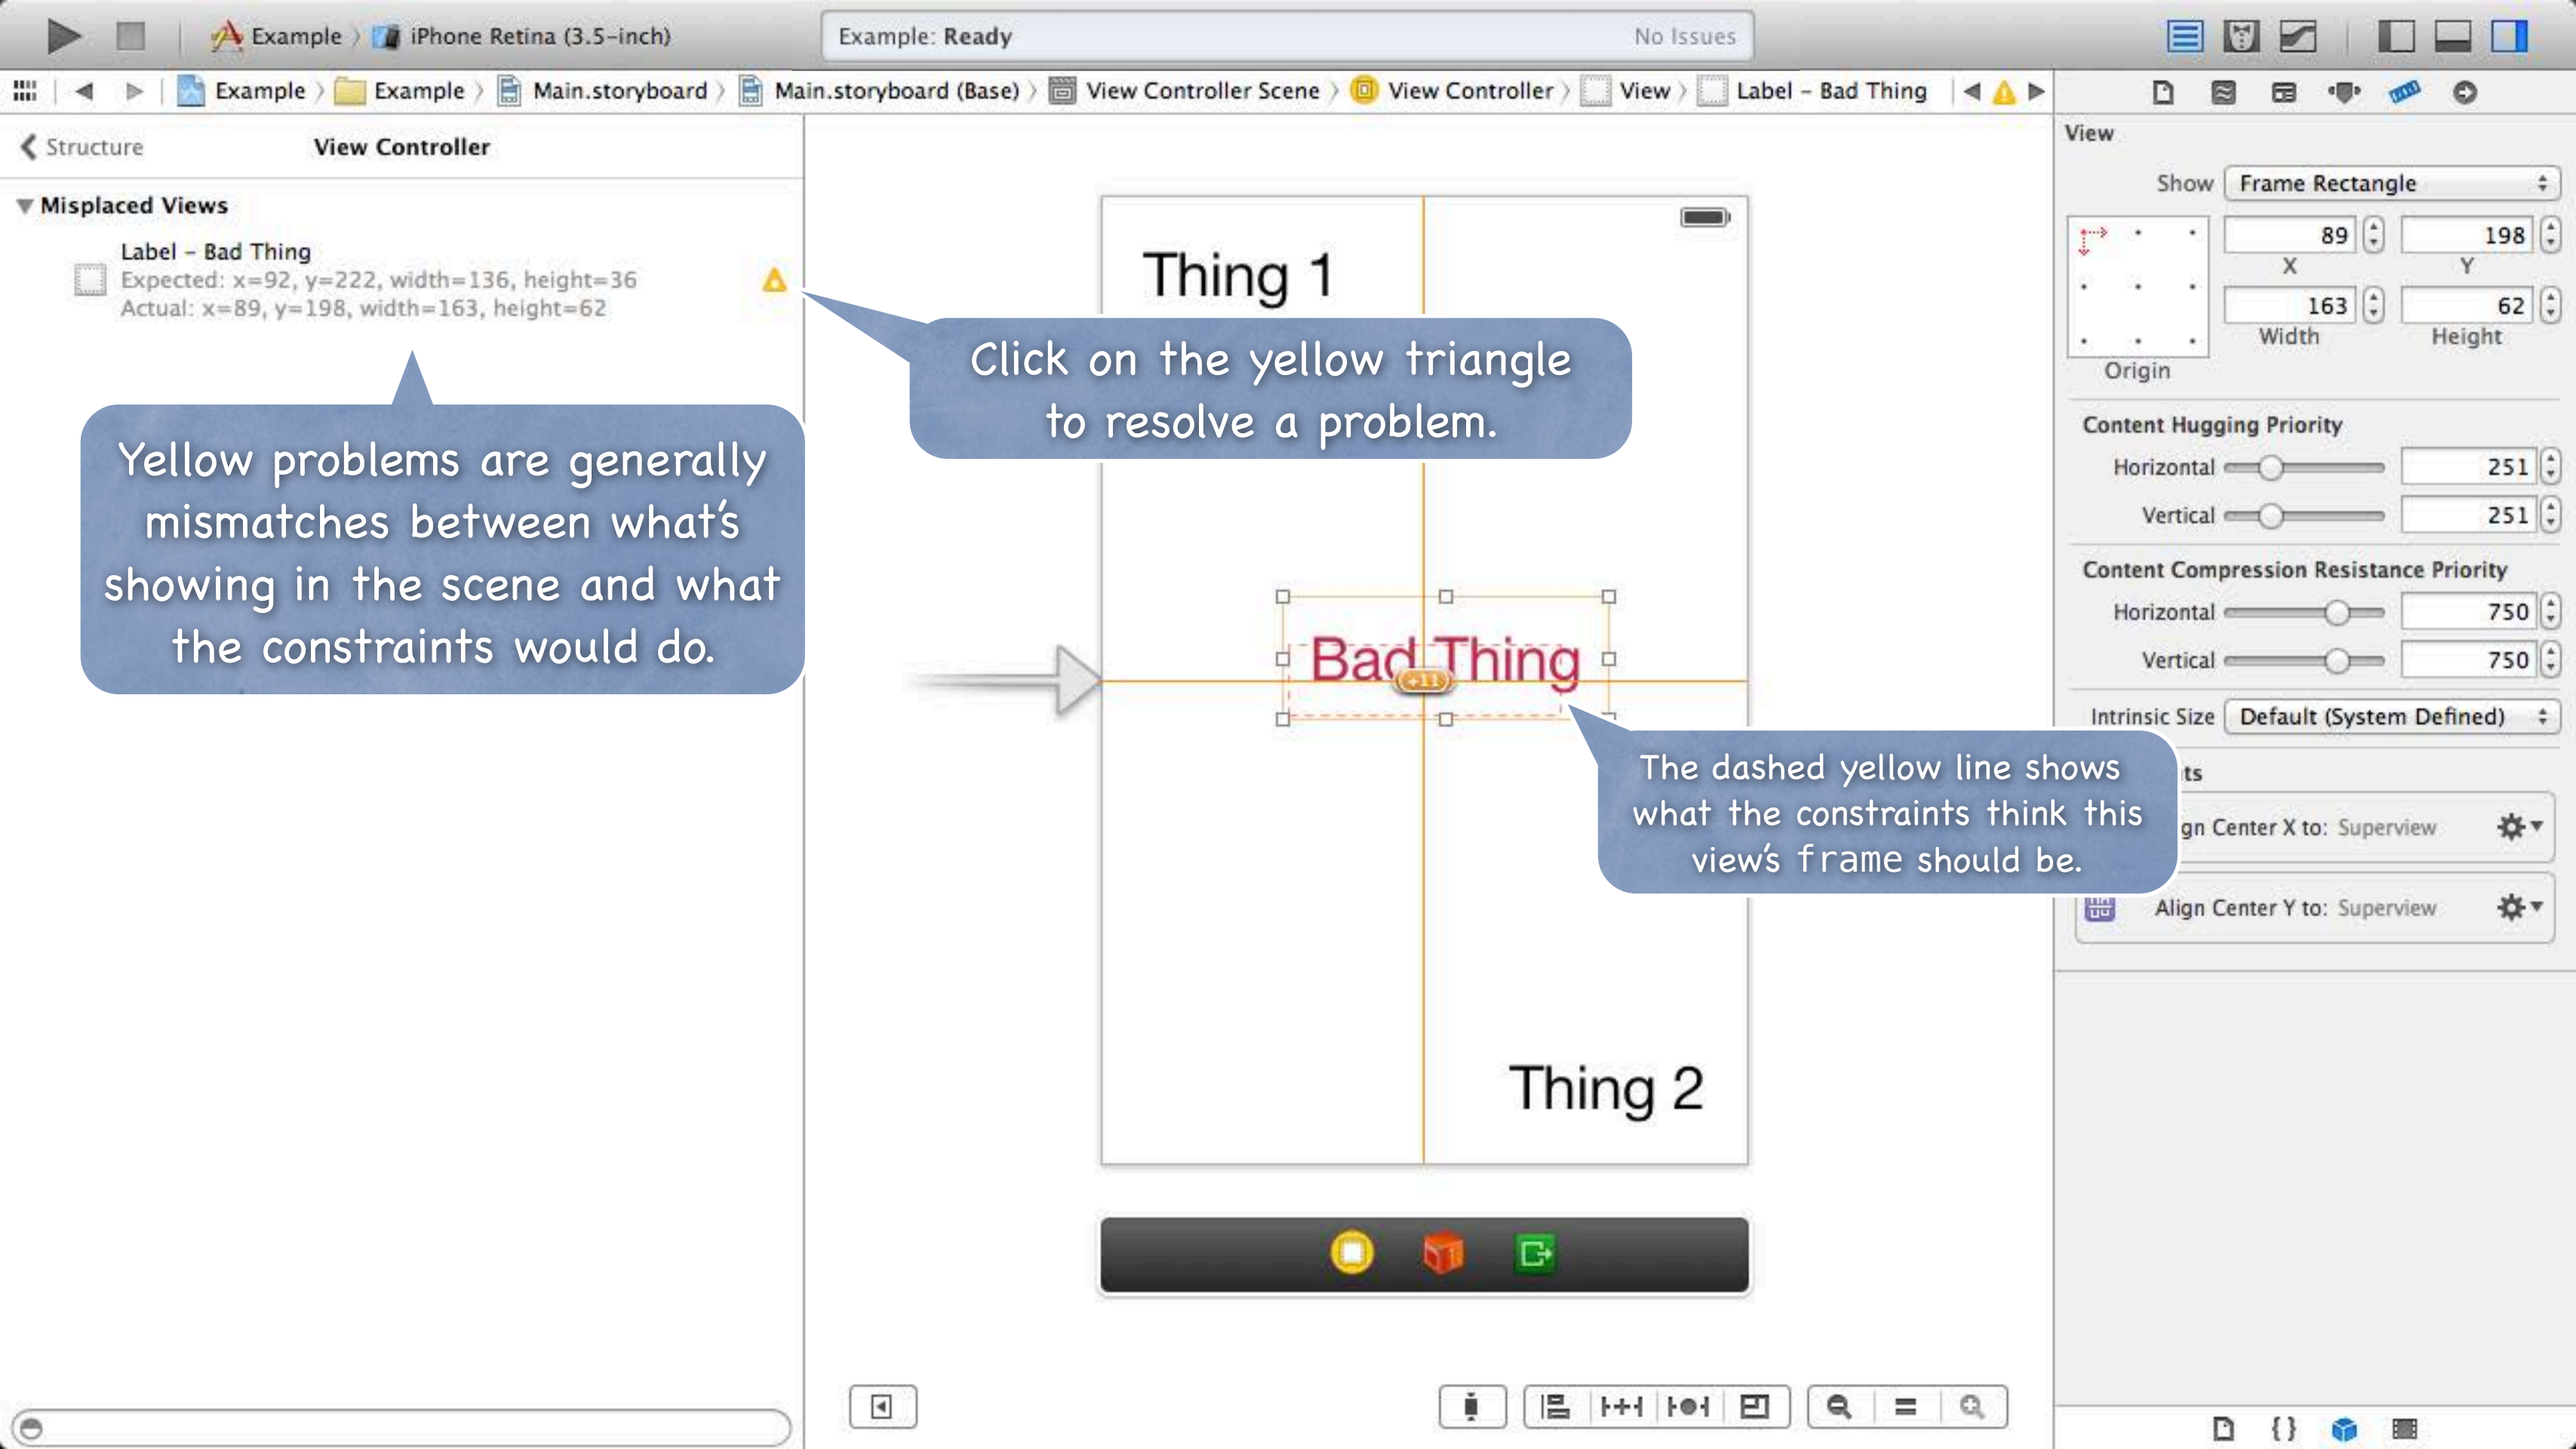 Example
iPhone Retina (3.5-inch)
Example: Ready
No Issues
Example
Example
Main.storyboard
Main.storyboard (Base)
View Controller Scene
View Controller
View
Label – Bad Thing
Structure
View Controller
Misplaced Views
Label – Bad Thing
Expected: x=92, y=222, width=136, height=36
Actual: x=89, y=198, width=163, height=62
Yellow problems are generally
mismatches between what's
showing in the scene and what
the constraints would do.
Thing 1
Click on the yellow triangle
to resolve a problem.
Bad Thing
+11
The dashed yellow line shows
what the constraints think this
view's frame should be.
Thing 2
View
Show
Frame Rectangle
89
198
X
Y
163
62
Width
Height
Origin
Content Hugging Priority
Horizontal
251
Vertical
251
Content Compression Resistance Priority
Horizontal
750
Vertical
750
Intrinsic Size
Default (System Defined)
ts
gn Center X to: Superview
Align Center Y to: Superview
{}